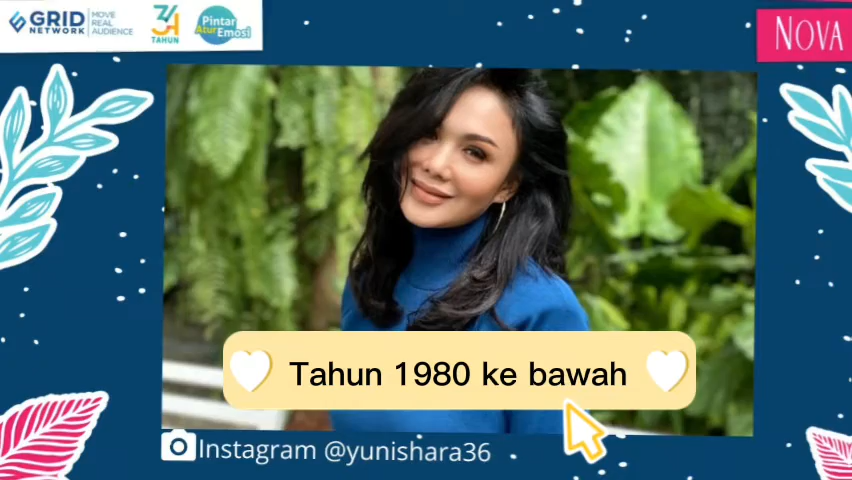 GRID
NETWORK
MOVE
REAL
AUDIENCE
34
TAHUN
Pintar
Atur
Emosi
NOVA
Tahun 1980 ke bawah
Instagram @yunishara36